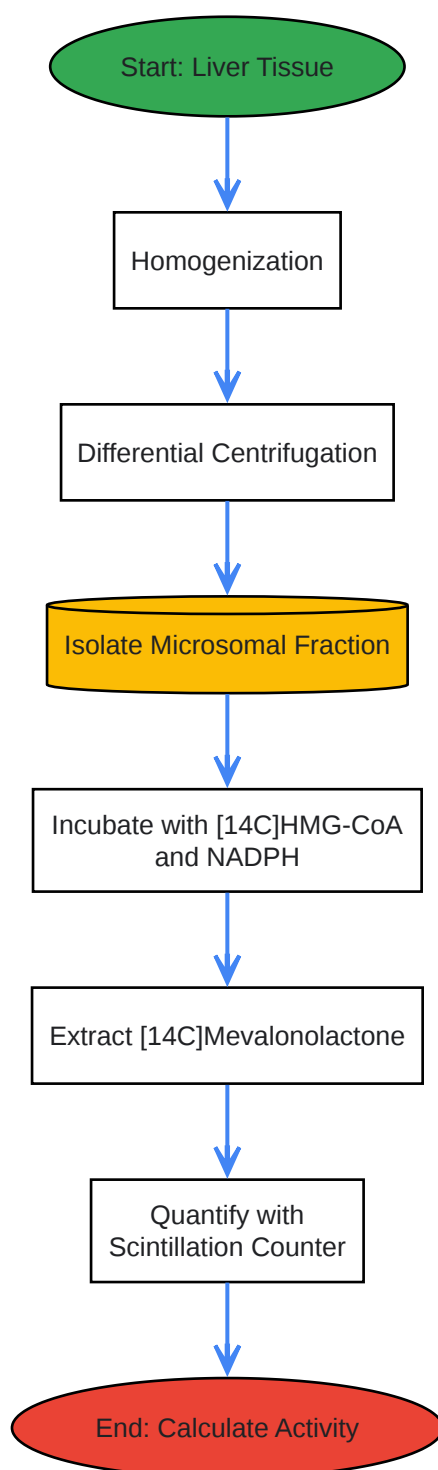 Start: Liver Tissue
Homogenization
Differential Centrifugation
Isolate Microsomal Fraction
Incubate with [14C]HMG-CoA
and NADPH
Extract [14C]Mevalonolactone
Quantify with
Scintillation Counter
End: Calculate Activity